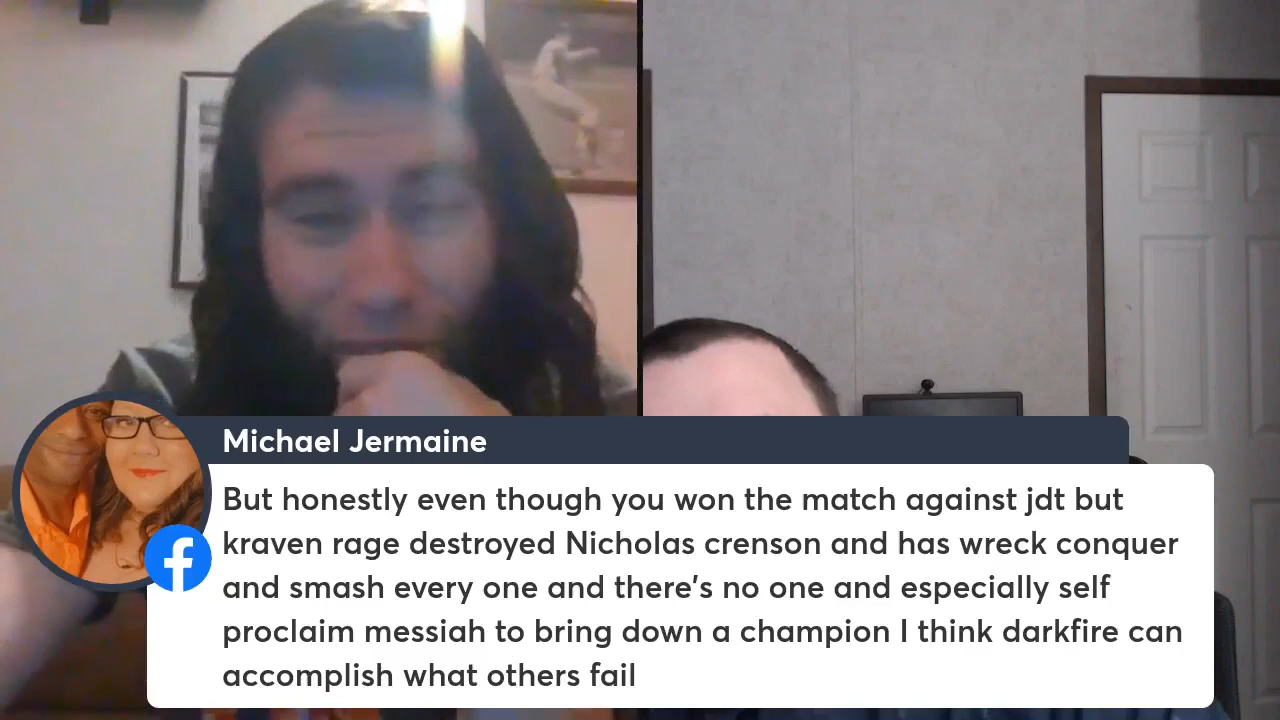 Michael Jermaine
But honestly even though you won the match against jdt but
kraven rage destroyed Nicholas crenson and has wreck conquer
and smash every one and there's no one and especially self
proclaim messiah to bring down a champion I think darkfire can
accomplish what others fail